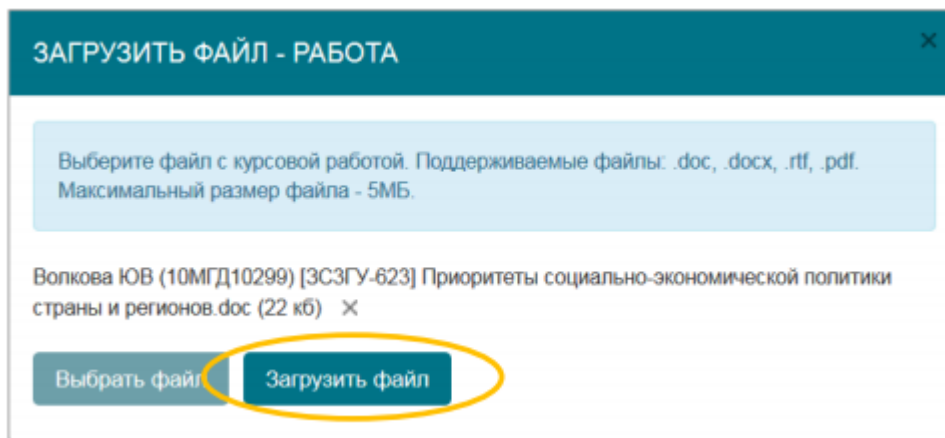 ЗАГРУЗИТЬ ФАЙЛ - РАБОТА
×
Выберите файл с курсовой работой. Поддерживаемые файлы: .doc, .docx, .rtf, .pdf.
Максимальный размер файла - 5МБ.
Волкова ЮВ (10МГД10299) [ЗСЗГУ-623] Приоритеты социально-экономической политики
страны и регионов.doc (22 кб) ×
Выбрать файл Загрузить файл